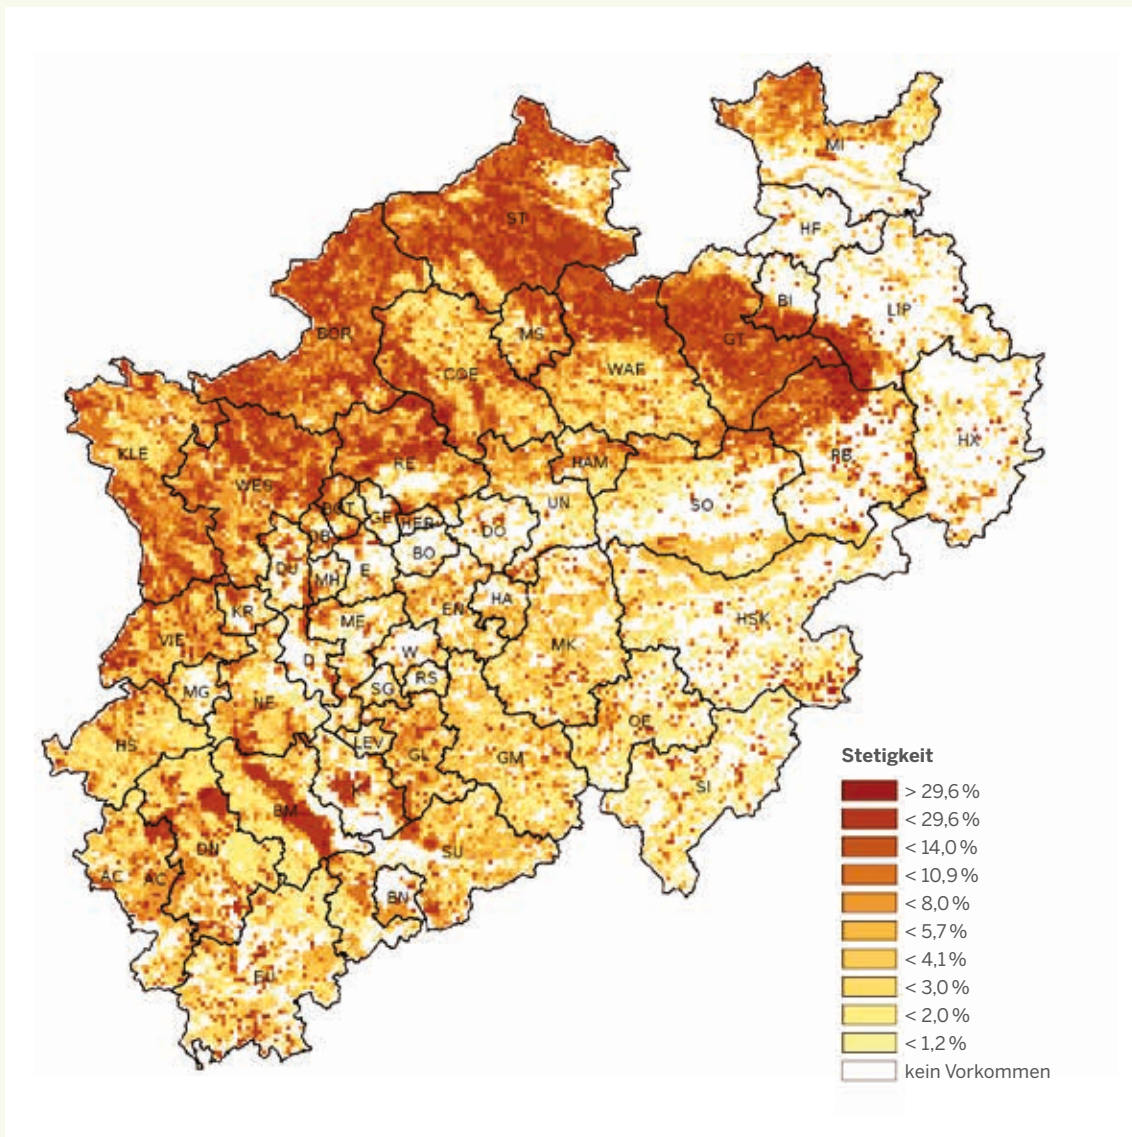 MI
ST
HF
BI
LIP
BOR
MS
GT
COE
WAF
HX
KLE
PB
RE
HAM
WES
SO
UN
BOT
GE
HER
DO
OB
BO
DU
E
MH
HA
KR
EN
ME
HSK
VIE
MK
W
D
RS
SG
MG
NE
OE
HS
LEV
GL
GM
SI
K
BM
DN
SU
AC
AC
BN
EU
Stetigkeit
> 29,6 %
< 29,6 %
< 14,0 %
< 10,9 %
< 8,0 %
< 5,7 %
< 4,1 %
< 3,0 %
< 2,0 %
< 1,2 %
kein Vorkommen